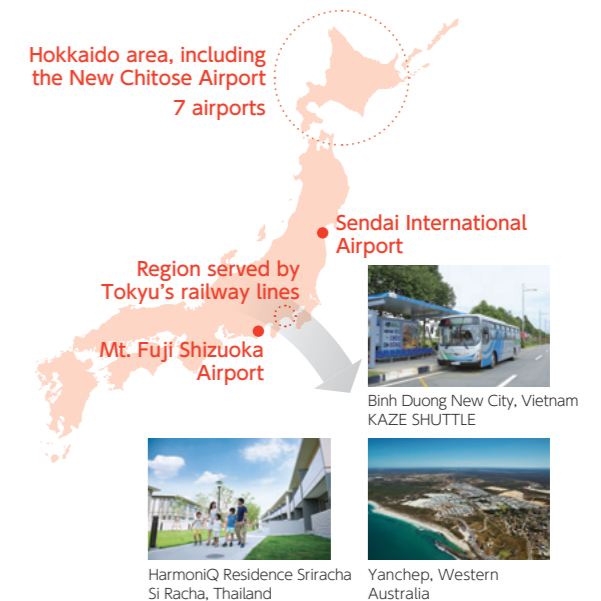 Hokkaido area, including
the New Chitose Airport
7 airports
Sendai International
Airport
Region served by
Tokyu's railway lines
Mt. Fuji Shizuoka
Airport
Binh Duong New City, Vietnam
KAZE SHUTTLE
HarmoniQ Residence Sriracha
Si Racha, Thailand
Yanchep, Western
Australia